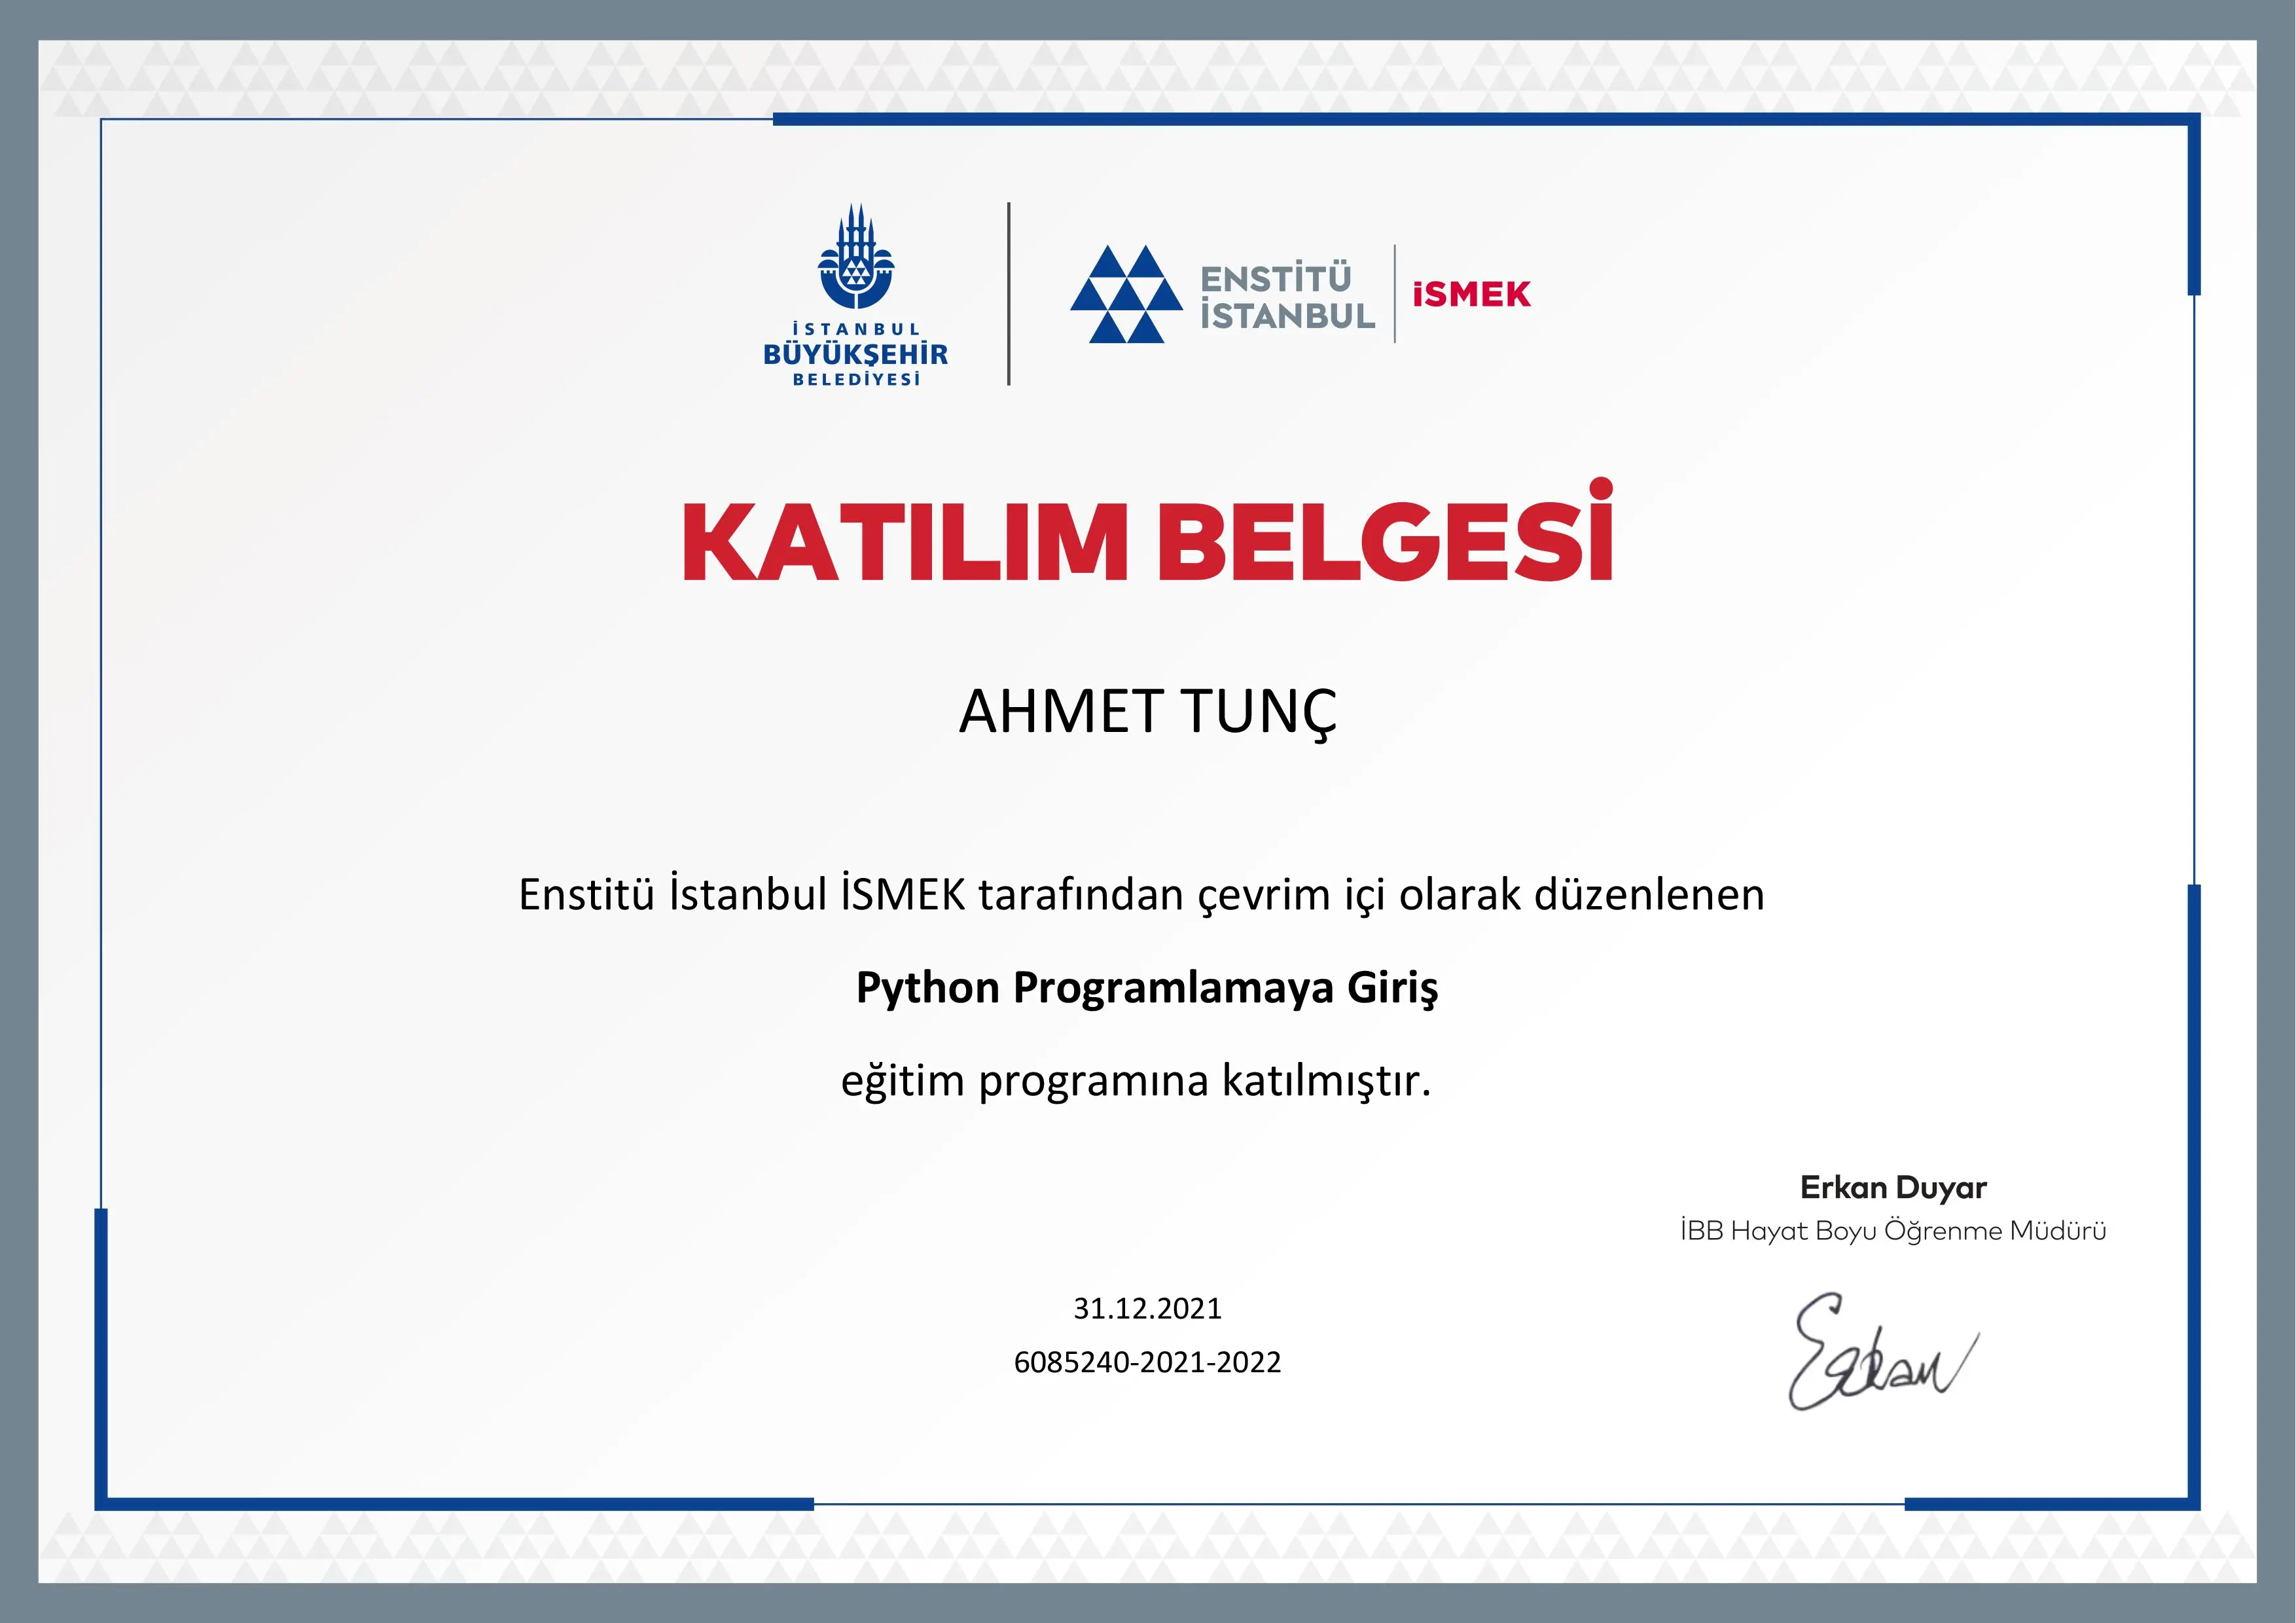 İSTANBUL
BÜYÜKŞEHİR
BELEDİYESİ
ENSTİTÜ
İSTANBUL
iSMEK
KATILIM BELGESİ
AHMET TUNÇ
Enstitü İstanbul İSMEK tarafından çevrim içi olarak düzenlenen
Python Programlamaya Giriş
eğitim programına katılmıştır.
Erkan Duyar
İBB Hayat Boyu Öğrenme Müdürü
31.12.2021
6085240-2021-2022
Erkan